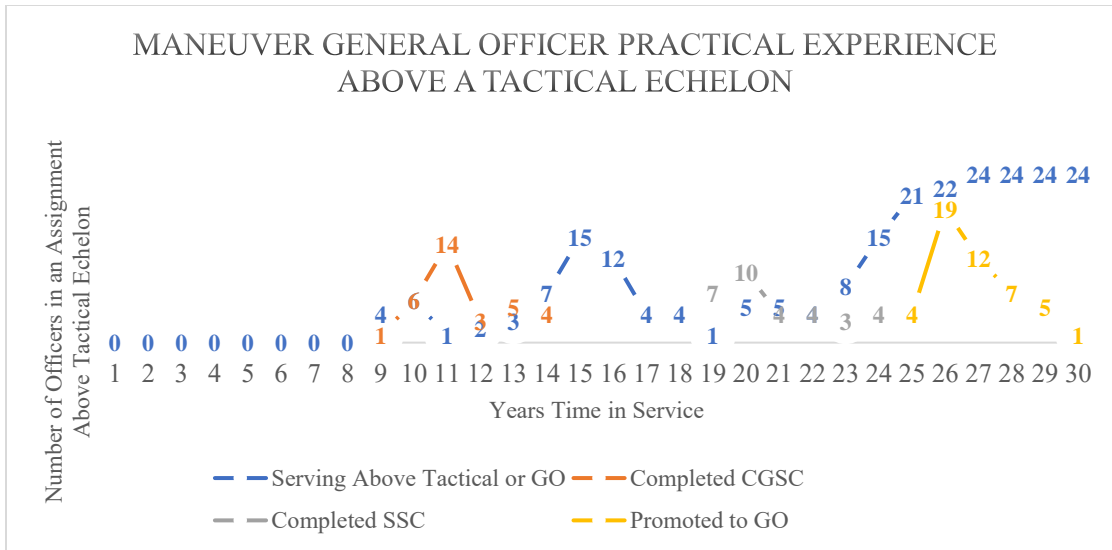 MANEUVER GENERAL OFFICER PRACTICAL EXPERIENCE
ABOVE A TACTICAL ECHELON
Number of Officers in an Assignment
Above Tactical Echelon
24 24 24 24
22
21
19
15 15
14
12 12
10
8
7 7 7
6
5 5 5 5
4 4 4 4 4 4 4 4
3 3 3
2
1 1 1 1
0 0 0 0 0 0 0 0
1 2 3 4 5 6 7 8 9 10 11 12 13 14 15 16 17 18 19 20 21 22 23 24 25 26 27 28 29 30
Years Time in Service
Serving Above Tactical or GO Completed CGSC
Completed SSC Promoted to GO